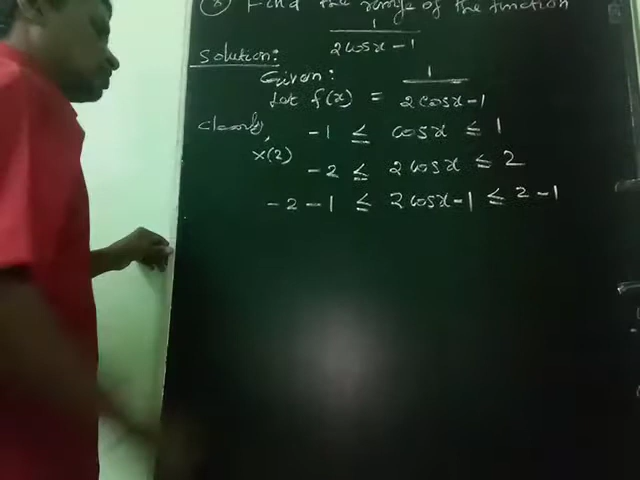 Find the range of the function
1
2cosx-1
Solution:
Given:
Let f(x) = 1
2cosx-1
Clearly, -1 ≤ cosx ≤ 1
x(2) -2 ≤ 2cosx ≤ 2
-2-1 ≤ 2cosx-1 ≤ 2-1